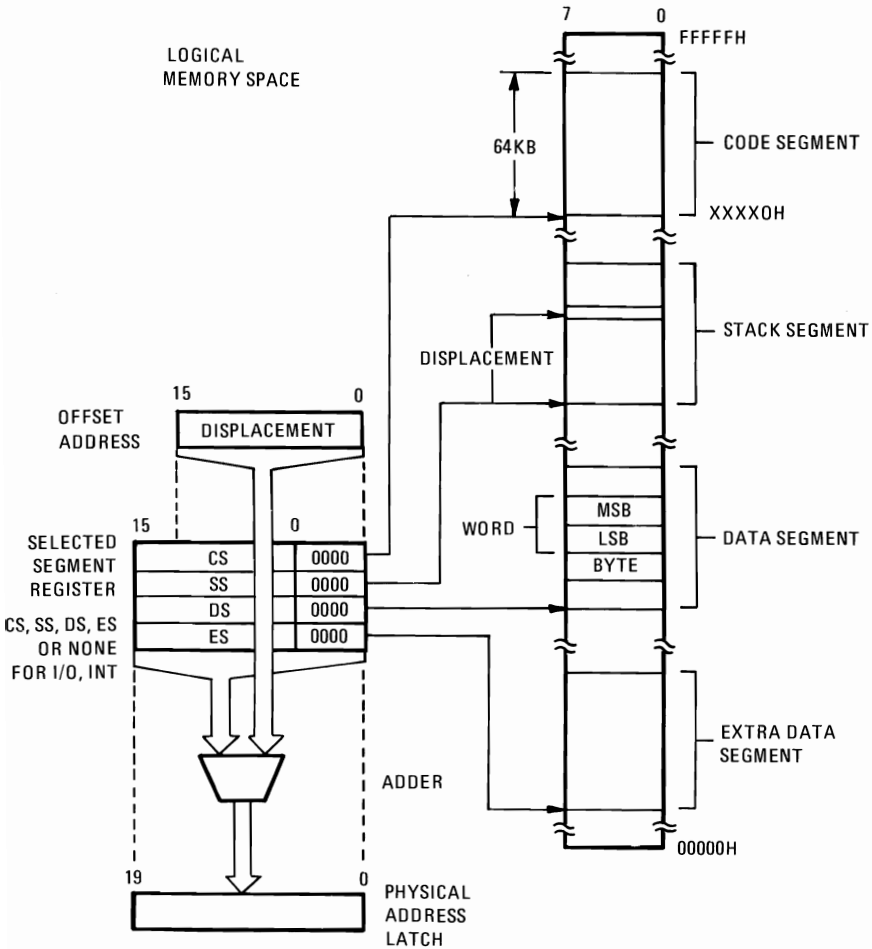 7 0
FFFFFH
LOGICAL
MEMORY SPACE
64KB
CODE SEGMENT
XXXX0H
STACK SEGMENT
DISPLACEMENT
15 0
OFFSET
ADDRESS
DISPLACEMENT
15 0
SELECTED
SEGMENT
REGISTER
CS, SS, DS, ES
OR NONE
FOR I/O, INT
CS 0000
SS 0000
DS 0000
ES 0000
WORD
MSB
LSB
BYTE
DATA SEGMENT
EXTRA DATA
SEGMENT
ADDER
00000H
19 0
PHYSICAL
ADDRESS
LATCH